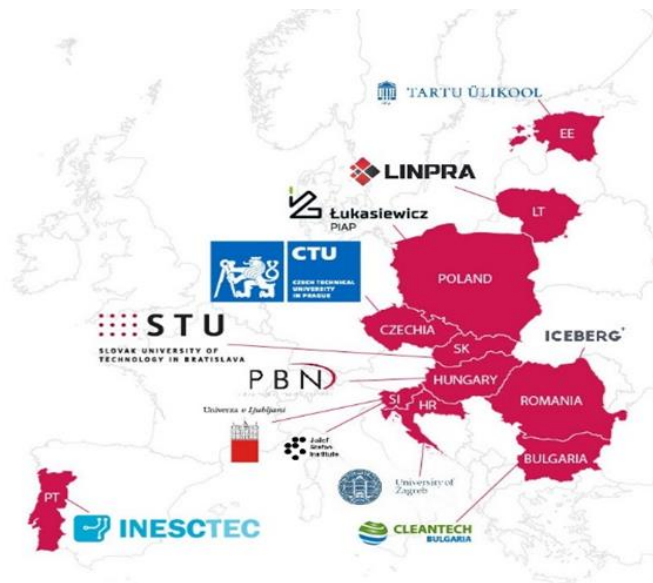 TARTU ÜLIKOOL
EE
LINPRA
LT
Łukasiewicz
PIAP
POLAND
CTU
CZECH TECHNICAL
UNIVERSITY
IN PRAGUE
CZECHIA
STU
SLOVAK UNIVERSITY OF
TECHNOLOGY IN BRATISLAVA
SK
ICEBERG+
PBN
HUNGARY
ROMANIA
SI
HR
Univerza v Ljubljani
Jožef
Stefan
Institute
BULGARIA
University of
Zagreb
PT
INESCTEC
CLEANTECH
BULGARIA